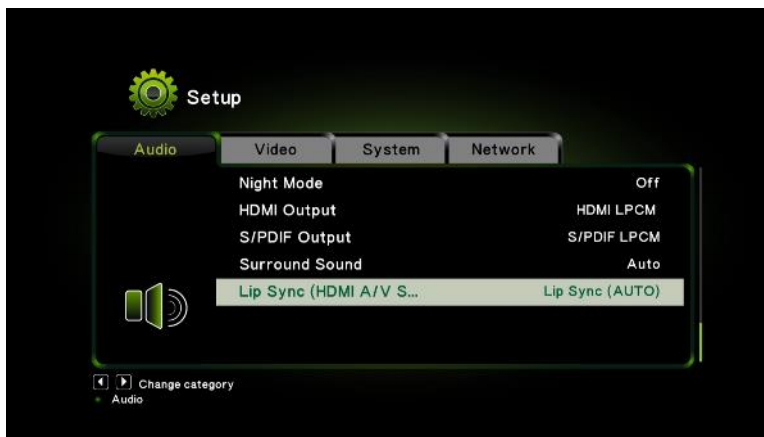 Setup
Audio Video System Network
Night Mode Off
HDMI Output HDMI LPCM
S/PDIF Output S/PDIF LPCM
Surround Sound Auto
Lip Sync (HDMI A/V S... Lip Sync (AUTO)
Change category
Audio